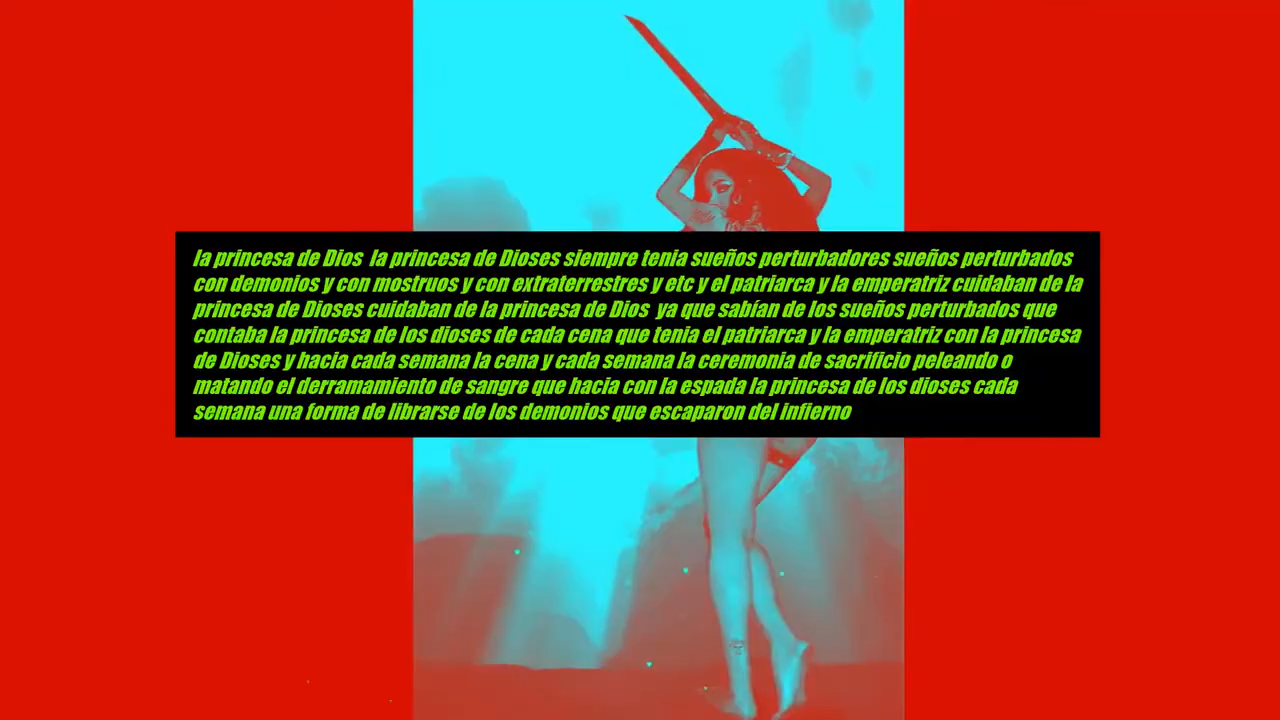 la princesa de Dios  la princesa de Dioses siempre tenia sueños perturbadores sueños perturbados
con demonios y con mostruos y con extraterrestres y etc y el patriarca y la emperatriz cuidaban de la
princesa de Dioses cuidaban de la princesa de Dios  ya que sabían de los sueños perturbados que
contaba la princesa de los dioses de cada cena que tenia el patriarca y la emperatriz con la princesa
de Dioses y hacia cada semana la cena y cada semana la ceremonia de sacrificio peleando o
matando el derramamiento de sangre que hacia con la espada la princesa de los dioses cada
semana una forma de librarse de los demonios que escaparon del infierno